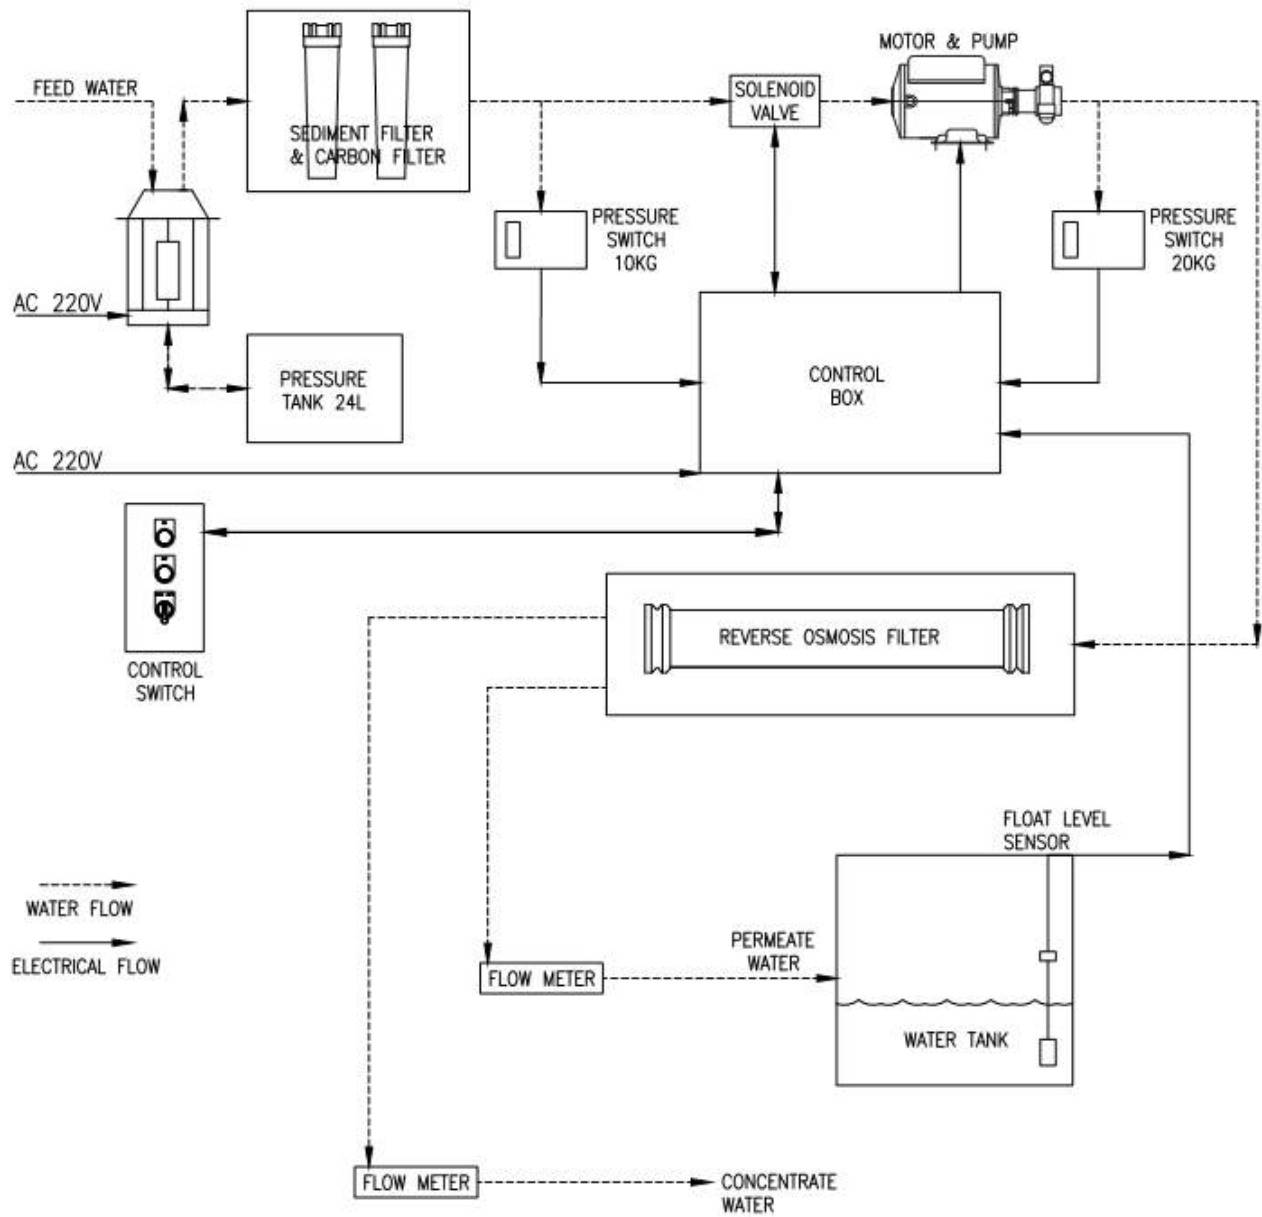 MOTOR & PUMP
FEED WATER
SOLENOID
VALVE
SEDIMENT FILTER
& CARBON FILTER
PRESSURE
SWITCH
10KG
PRESSURE
SWITCH
20KG
AC 220V
PRESSURE
TANK 24L
CONTROL
BOX
AC 220V
REVERSE OSMOSIS FILTER
CONTROL
SWITCH
FLOAT LEVEL
SENSOR
WATER FLOW
ELECTRICAL FLOW
PERMEATE
WATER
FLOW METER
WATER TANK
FLOW METER
CONCENTRATE
WATER